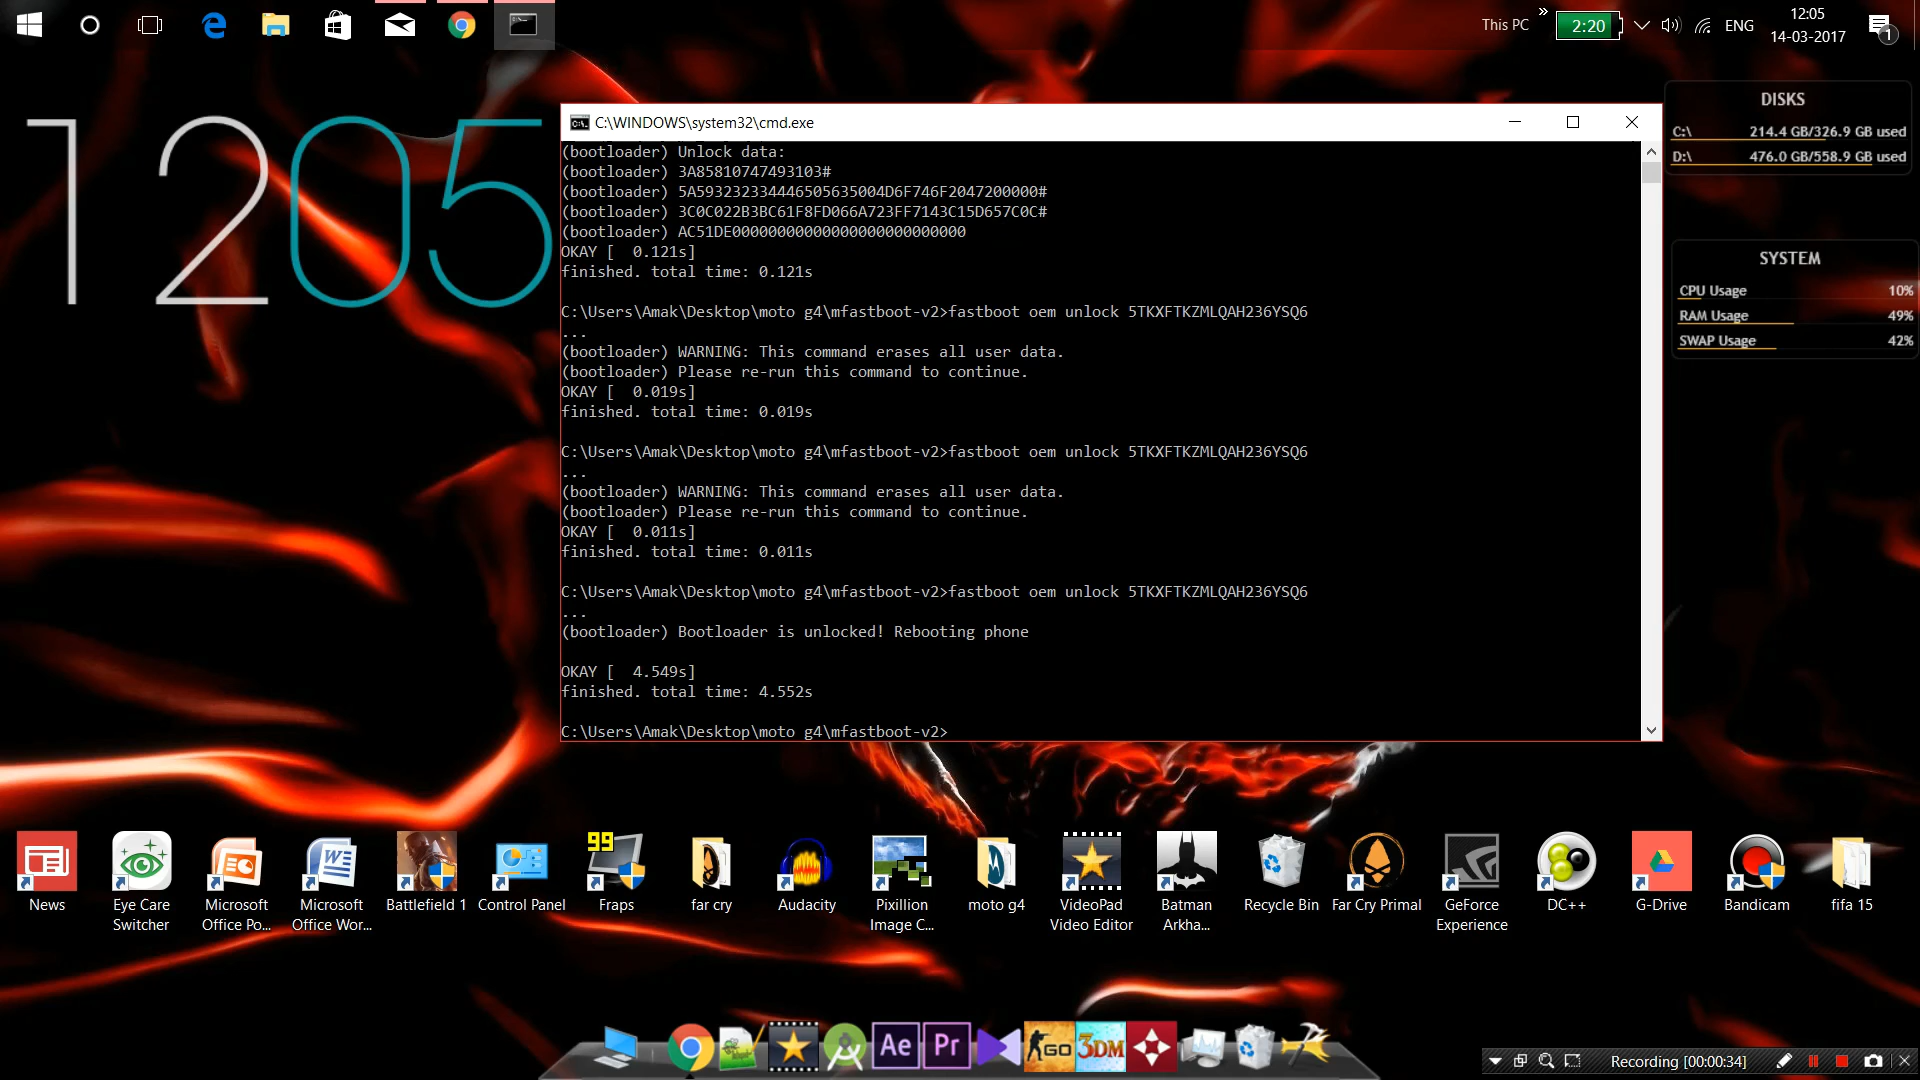 This PC
»
2:20
ENG
12:05
14-03-2017
1
1205
DISKS
C:\ 214.4 GB/326.9 GB used
D:\ 476.0 GB/558.9 GB used
SYSTEM
CPU Usage 10%
RAM Usage 49%
SWAP Usage 42%
C:\WINDOWS\system32\cmd.exe
(bootloader) Unlock data:
(bootloader) 3A85810747493103#
(bootloader) 5A593232334446505635004D6F746F2047200000#
(bootloader) 3C0C022B3BC61F8FD066A723FF7143C15D657C0C#
(bootloader) AC51DE00000000000000000000000000
OKAY [  0.121s]
finished. total time: 0.121s
C:\Users\Amak\Desktop\moto g4\mfastboot-v2>fastboot oem unlock 5TKXFTKZMLQAH236YSQ6
...
(bootloader) WARNING: This command erases all user data.
(bootloader) Please re-run this command to continue.
OKAY [  0.019s]
finished. total time: 0.019s
C:\Users\Amak\Desktop\moto g4\mfastboot-v2>fastboot oem unlock 5TKXFTKZMLQAH236YSQ6
...
(bootloader) WARNING: This command erases all user data.
(bootloader) Please re-run this command to continue.
OKAY [  0.011s]
finished. total time: 0.011s
C:\Users\Amak\Desktop\moto g4\mfastboot-v2>fastboot oem unlock 5TKXFTKZMLQAH236YSQ6
...
(bootloader) Bootloader is unlocked! Rebooting phone
OKAY [  4.549s]
finished. total time: 4.552s
C:\Users\Amak\Desktop\moto g4\mfastboot-v2>
99
News
Eye Care
Switcher
Microsoft
Office Po...
Microsoft
Office Wor...
Battlefield 1
Control Panel
Fraps
far cry
Audacity
Pixillion
Image C...
moto g4
VideoPad
Video Editor
Batman
Arkha...
Recycle Bin
Far Cry Primal
GeForce
Experience
DC++
G-Drive
Bandicam
fifa 15
Ae
Pr
GO
3DM
Recording [00:00:34]